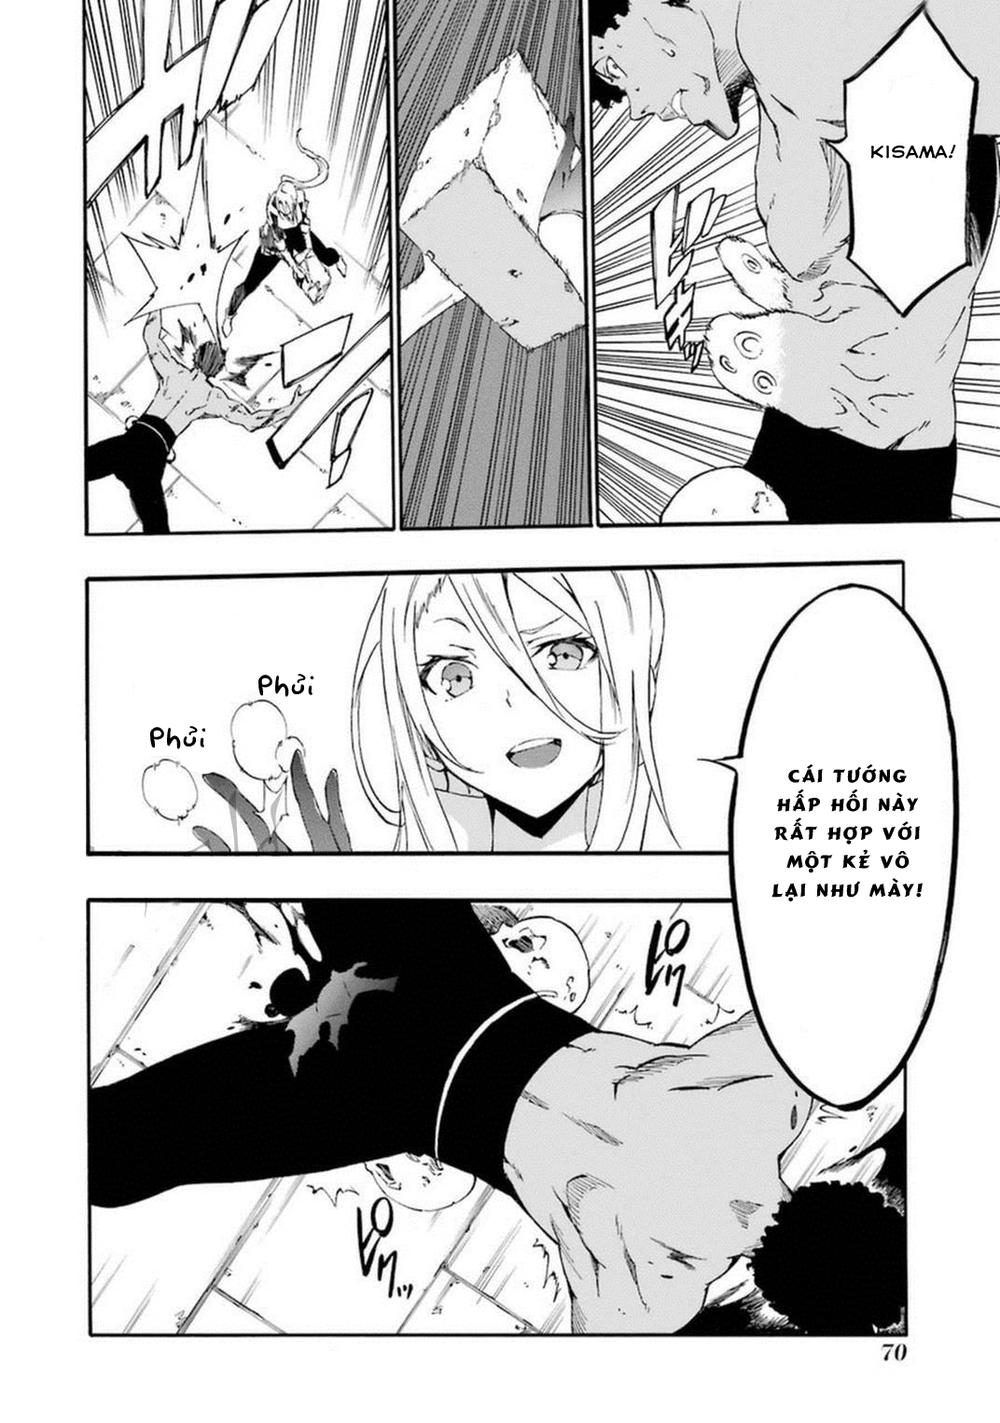 KISAMA!
Phủi
Phủi
CÁI TƯỚNG
HẤP HỐI NÀY
RẤT HỢP VỚI
MỘT KẺ VÔ
LẠI NHƯ MÀY!
70